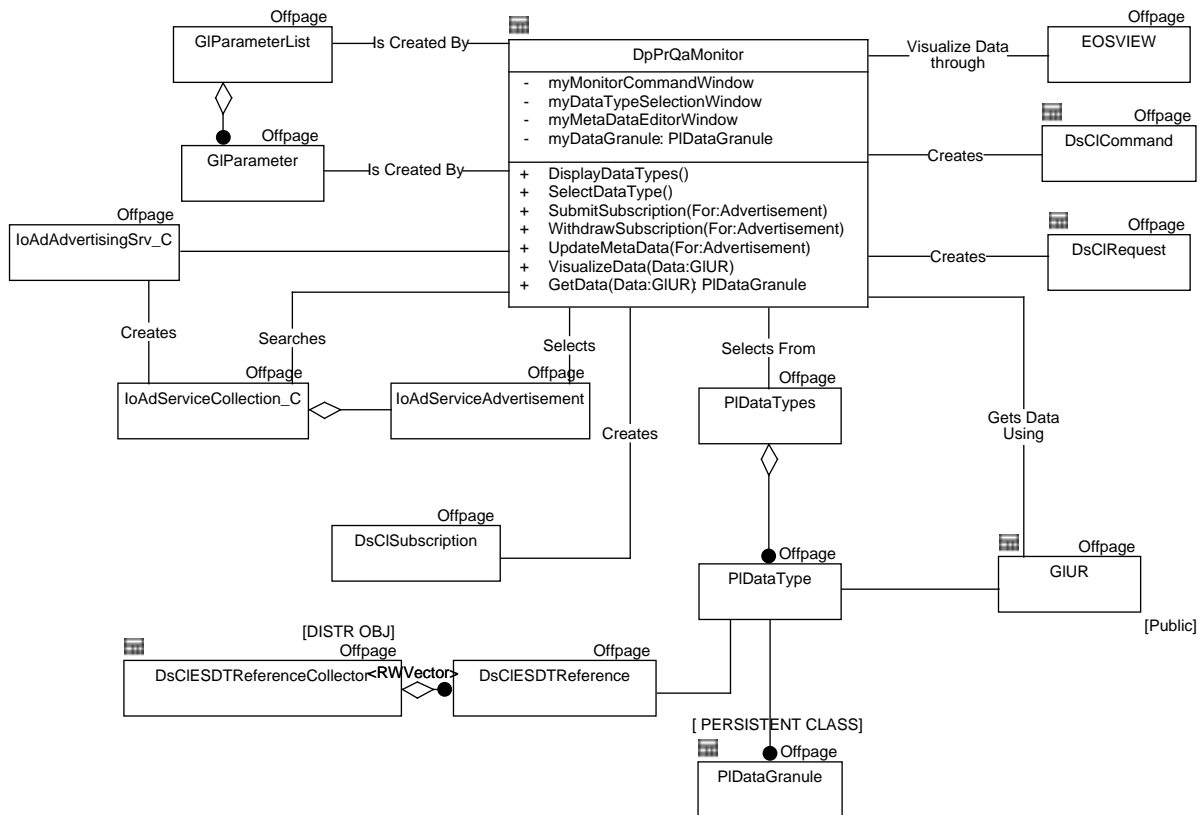 Offpage
GlParameterList
Is Created By
DpPrQaMonitor
Visualize Data
through
Offpage
EOSVIEW
- myMonitorCommandWindow
- myDataTypeSelectionWindow
- myMetaDataEditorWindow
- myDataGranule: PlDataGranule
Offpage
GlParameter
Is Created By
Creates
Offpage
DsClCommand
+ DisplayDataTypes()
+ SelectDataType()
+ SubmitSubscription(For:Advertisement)
+ WithdrawSubscription(For:Advertisement)
+ UpdateMetaData(For:Advertisement)
+ VisualizeData(Data:GlUR)
+ GetData(Data:GlUR): PlDataGranule
Offpage
IoAdAdvertisingSrv_C
Creates
Offpage
DsClRequest
Creates
Searches
Selects
Selects From
Offpage
IoAdServiceCollection_C
Offpage
IoAdServiceAdvertisement
Offpage
PlDataTypes
Creates
Gets Data
Using
Offpage
DsClSubscription
Offpage
PlDataType
Offpage
GlUR
[Public]
[DISTR OBJ]
Offpage
DsClESDTReferenceCollector
<RWVector>
Offpage
DsClESDTReference
[ PERSISTENT CLASS]
Offpage
PlDataGranule